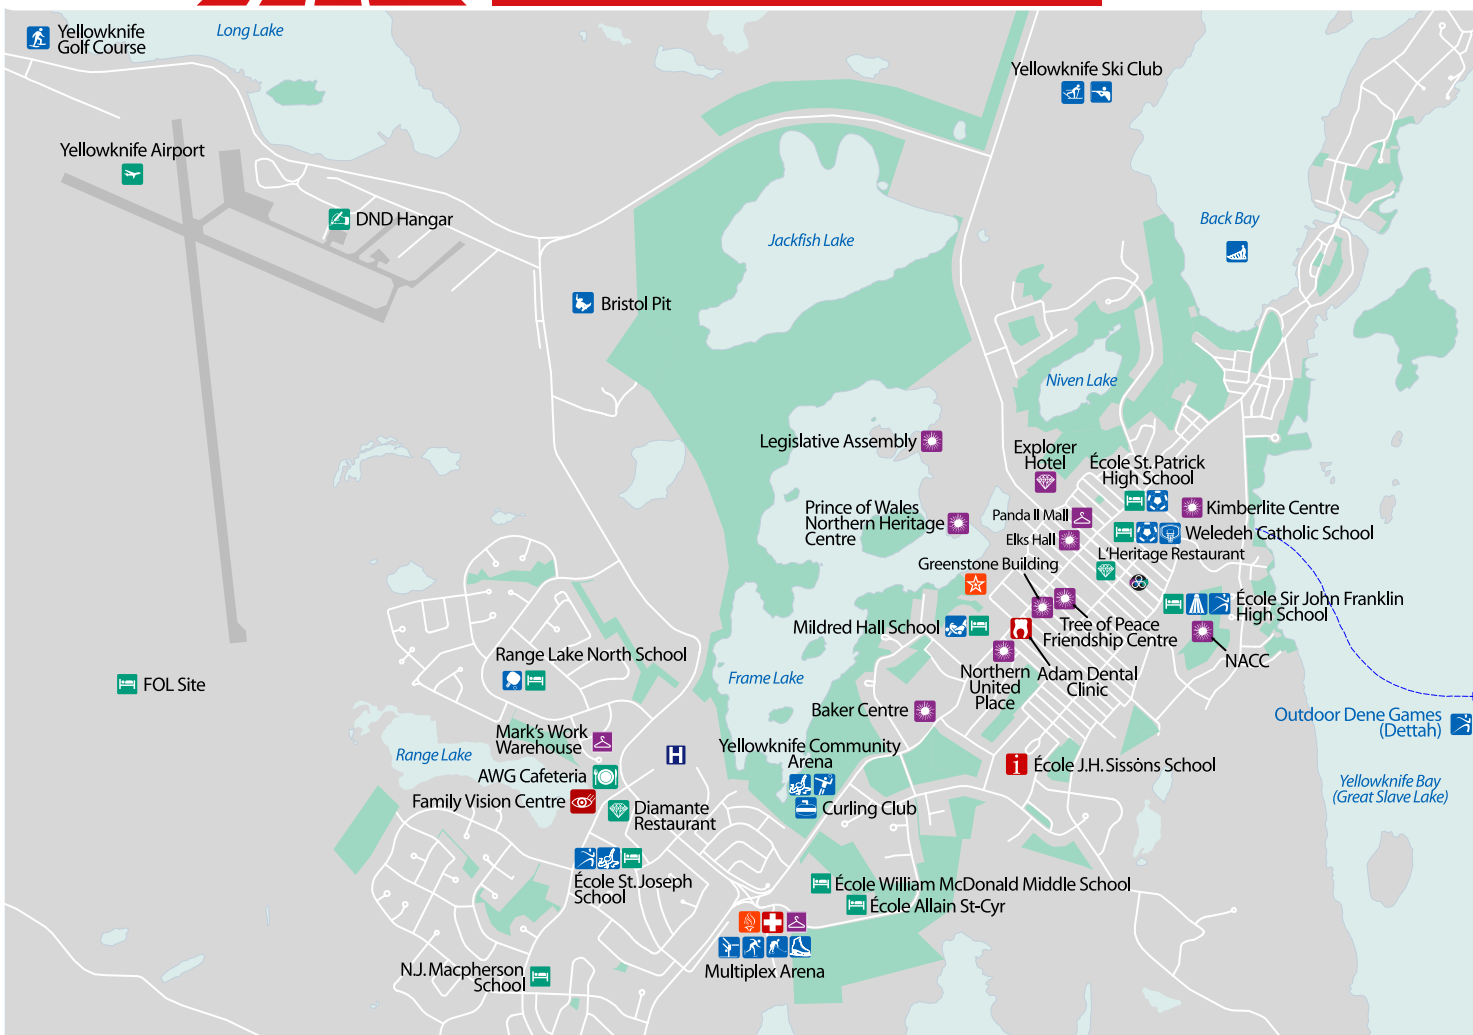 Yellowknife
Golf Course
Long Lake
Yellowknife Ski Club
Yellowknife Airport
DND Hangar
Back Bay
Jackfish Lake
Bristol Pit
Niven Lake
Legislative Assembly
Explorer
Hotel
École St. Patrick
High School
Prince of Wales
Northern Heritage
Centre
Panda II Mall
Kimberlite Centre
Elks Hall
Weledeh Catholic School
L'Heritage Restaurant
Greenstone Building
École Sir John Franklin
High School
Mildred Hall School
Tree of Peace
Friendship Centre
NACC
Range Lake North School
Northern
United
Place
Adam Dental
Clinic
FOL Site
Frame Lake
Baker Centre
Outdoor Dene Games
(Dettah)
Mark's Work
Warehouse
Range Lake
H
Yellowknife Community
Arena
i
École J.H. Sissons School
AWG Cafeteria
Family Vision Centre
Diamante
Restaurant
Curling Club
Yellowknife Bay
(Great Slave Lake)
École St. Joseph
School
École William McDonald Middle School
École Allain St-Cyr
N.J. Macpherson
School
Multiplex Arena